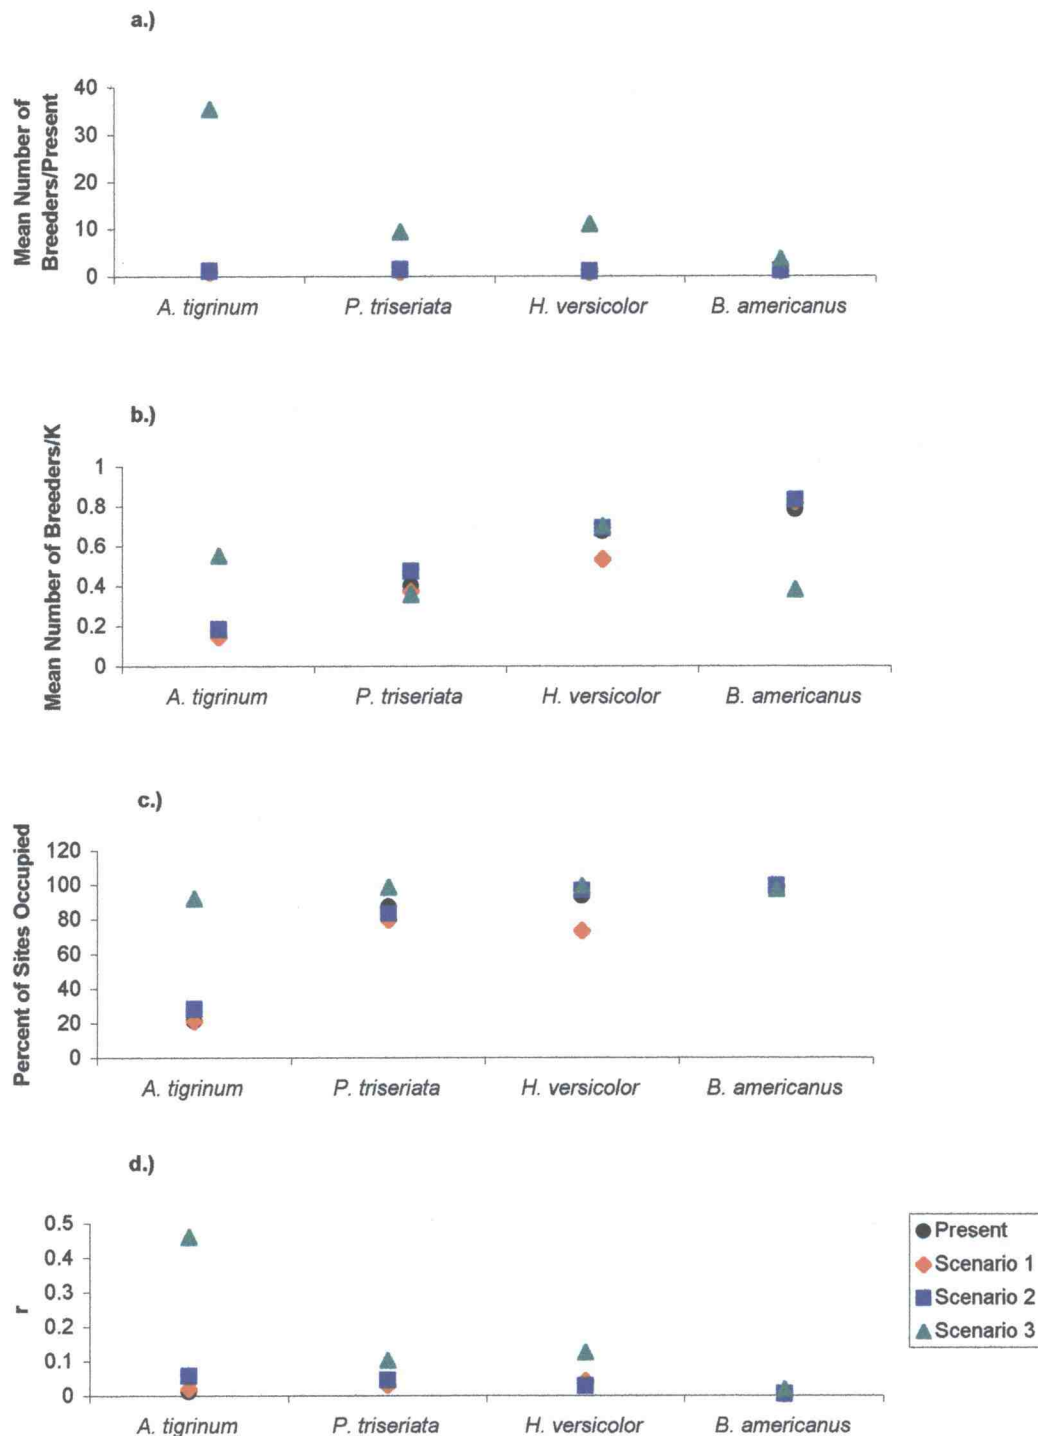 a.)
Mean Number of
Breeders/Present
40
30
20
10
0
A. tigrinum P. triseriata H. versicolor B. americanus
b.)
Mean Number of Breeders/K
1
0.8
0.6
0.4
0.2
0
A. tigrinum P. triseriata H. versicolor B. americanus
c.)
Percent of Sites Occupied
120
100
80
60
40
20
0
A. tigrinum P. triseriata H. versicolor B. americanus
d.)
r
0.5
0.4
0.3
0.2
0.1
0
A. tigrinum P. triseriata H. versicolor B. americanus
Present
Scenario 1
Scenario 2
Scenario 3